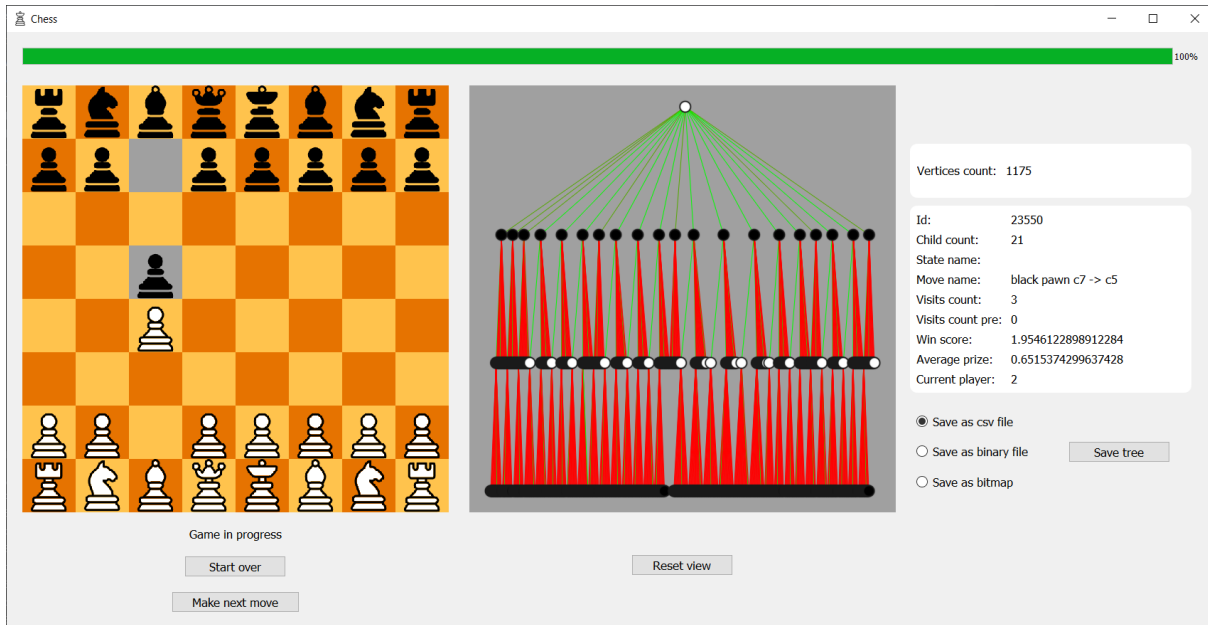 Chess
100%
Vertices count: 1175
Id: 23550
Child count: 21
State name:
Move name: black pawn c7 -> c5
Visits count: 3
Visits count pre: 0
Win score: 1.9546122898912284
Average prize: 0.6515374299637428
Current player: 2
Save as csv file
Save as binary file
Save tree
Save as bitmap
Game in progress
Start over
Reset view
Make next move